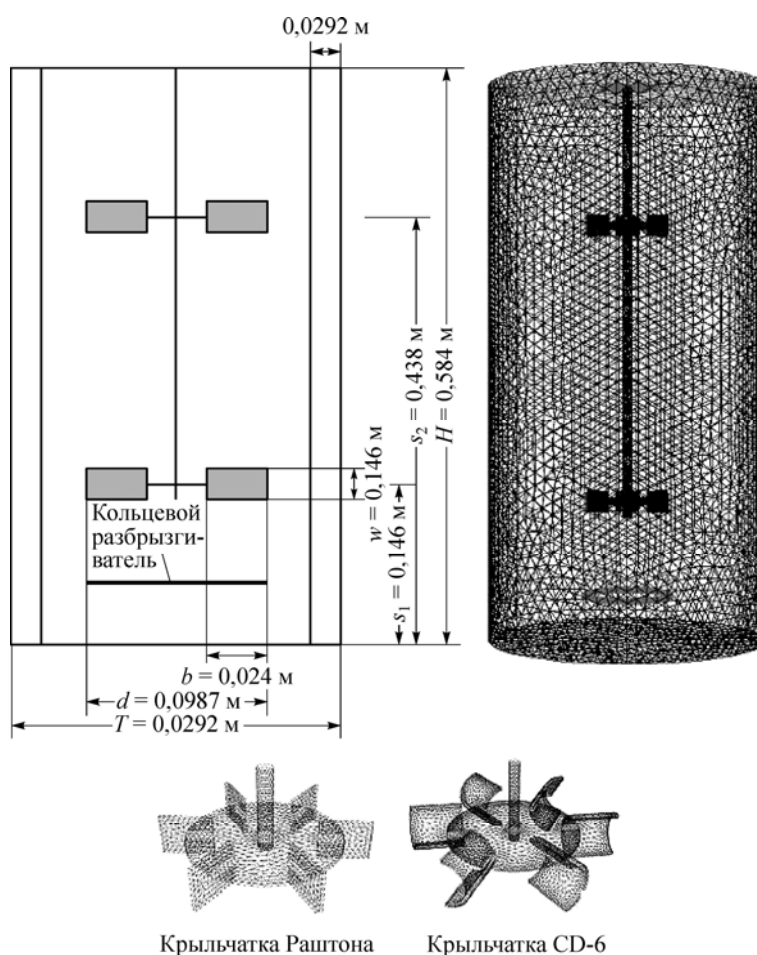 0,0292 м
s₂ = 0,438 м
H = 0,584 м
w = 0,146 м
s₁ = 0,146 м
Кольцевой
разбрызги-
ватель
b = 0,024 м
d = 0,0987 м
T = 0,0292 м
Крыльчатка Раштона
Крыльчатка CD-6